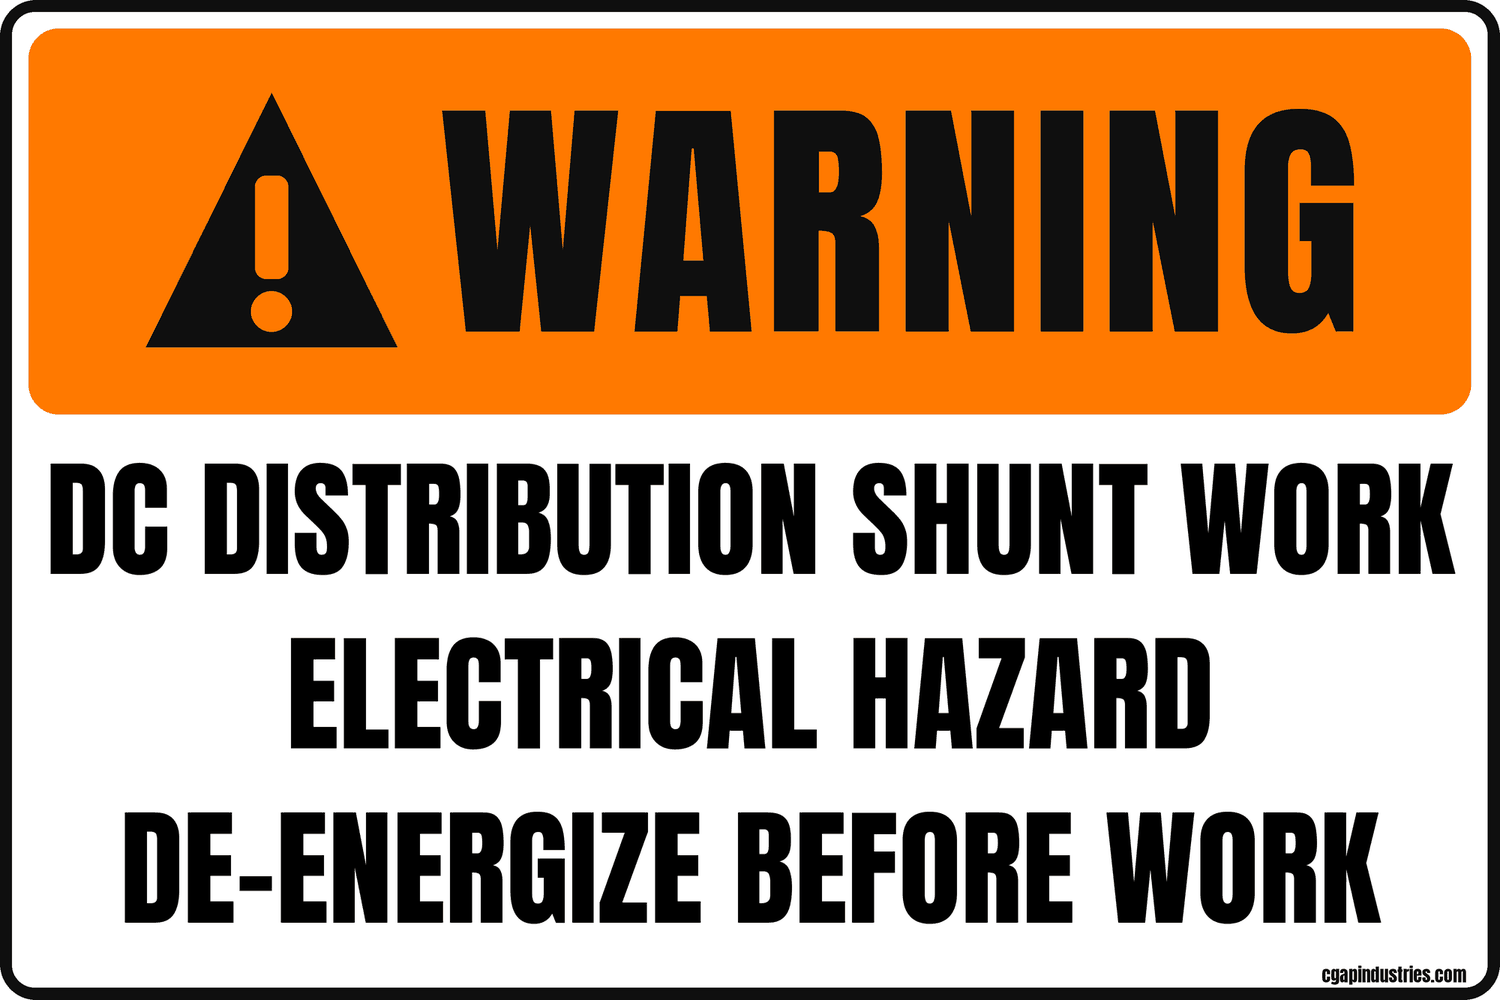 WARNING
DC DISTRIBUTION SHUNT WORK
ELECTRICAL HAZARD
DE-ENERGIZE BEFORE WORK
cgapindustries.com